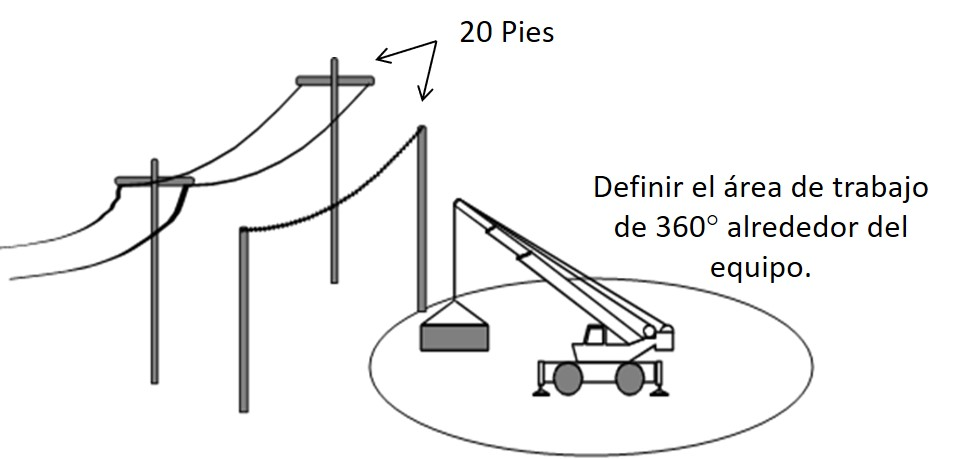 20 Pies
Definir el área de trabajo
de 360° alrededor del
equipo.